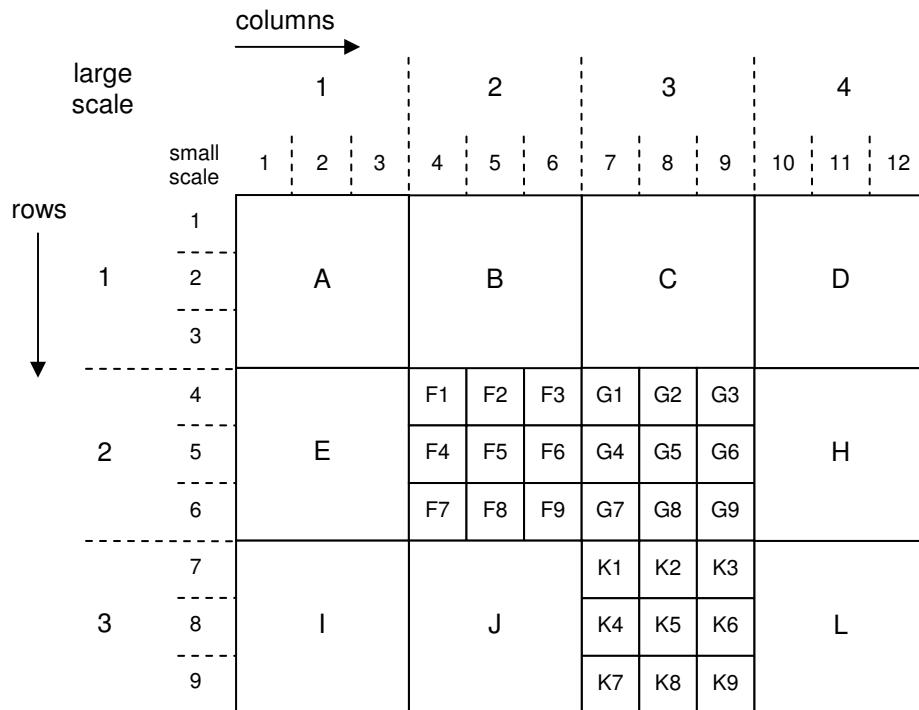 columns
large
scale
1 2 3 4
small
scale
1 2 3 4 5 6 7 8 9 10 11 12
rows
1
1 2 A B C D
3
4 F1 F2 F3 G1 G2 G3
2 5 E F4 F5 F6 G4 G5 G6 H
6 F7 F8 F9 G7 G8 G9
7 K1 K2 K3
3 8 I J K4 K5 K6 L
9 K7 K8 K9